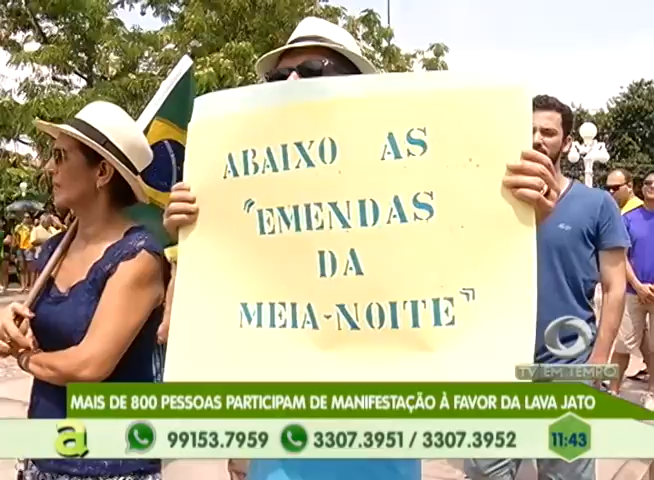 ABAIXO AS
"EMENDAS
DA
MEIA-NOITE"
TV EM TEMPO
MAIS DE 800 PESSOAS PARTICIPAM DE MANIFESTAÇÃO À FAVOR DA LAVA JATO
a 99153.7959 3307.3951 / 3307.3952 11:43